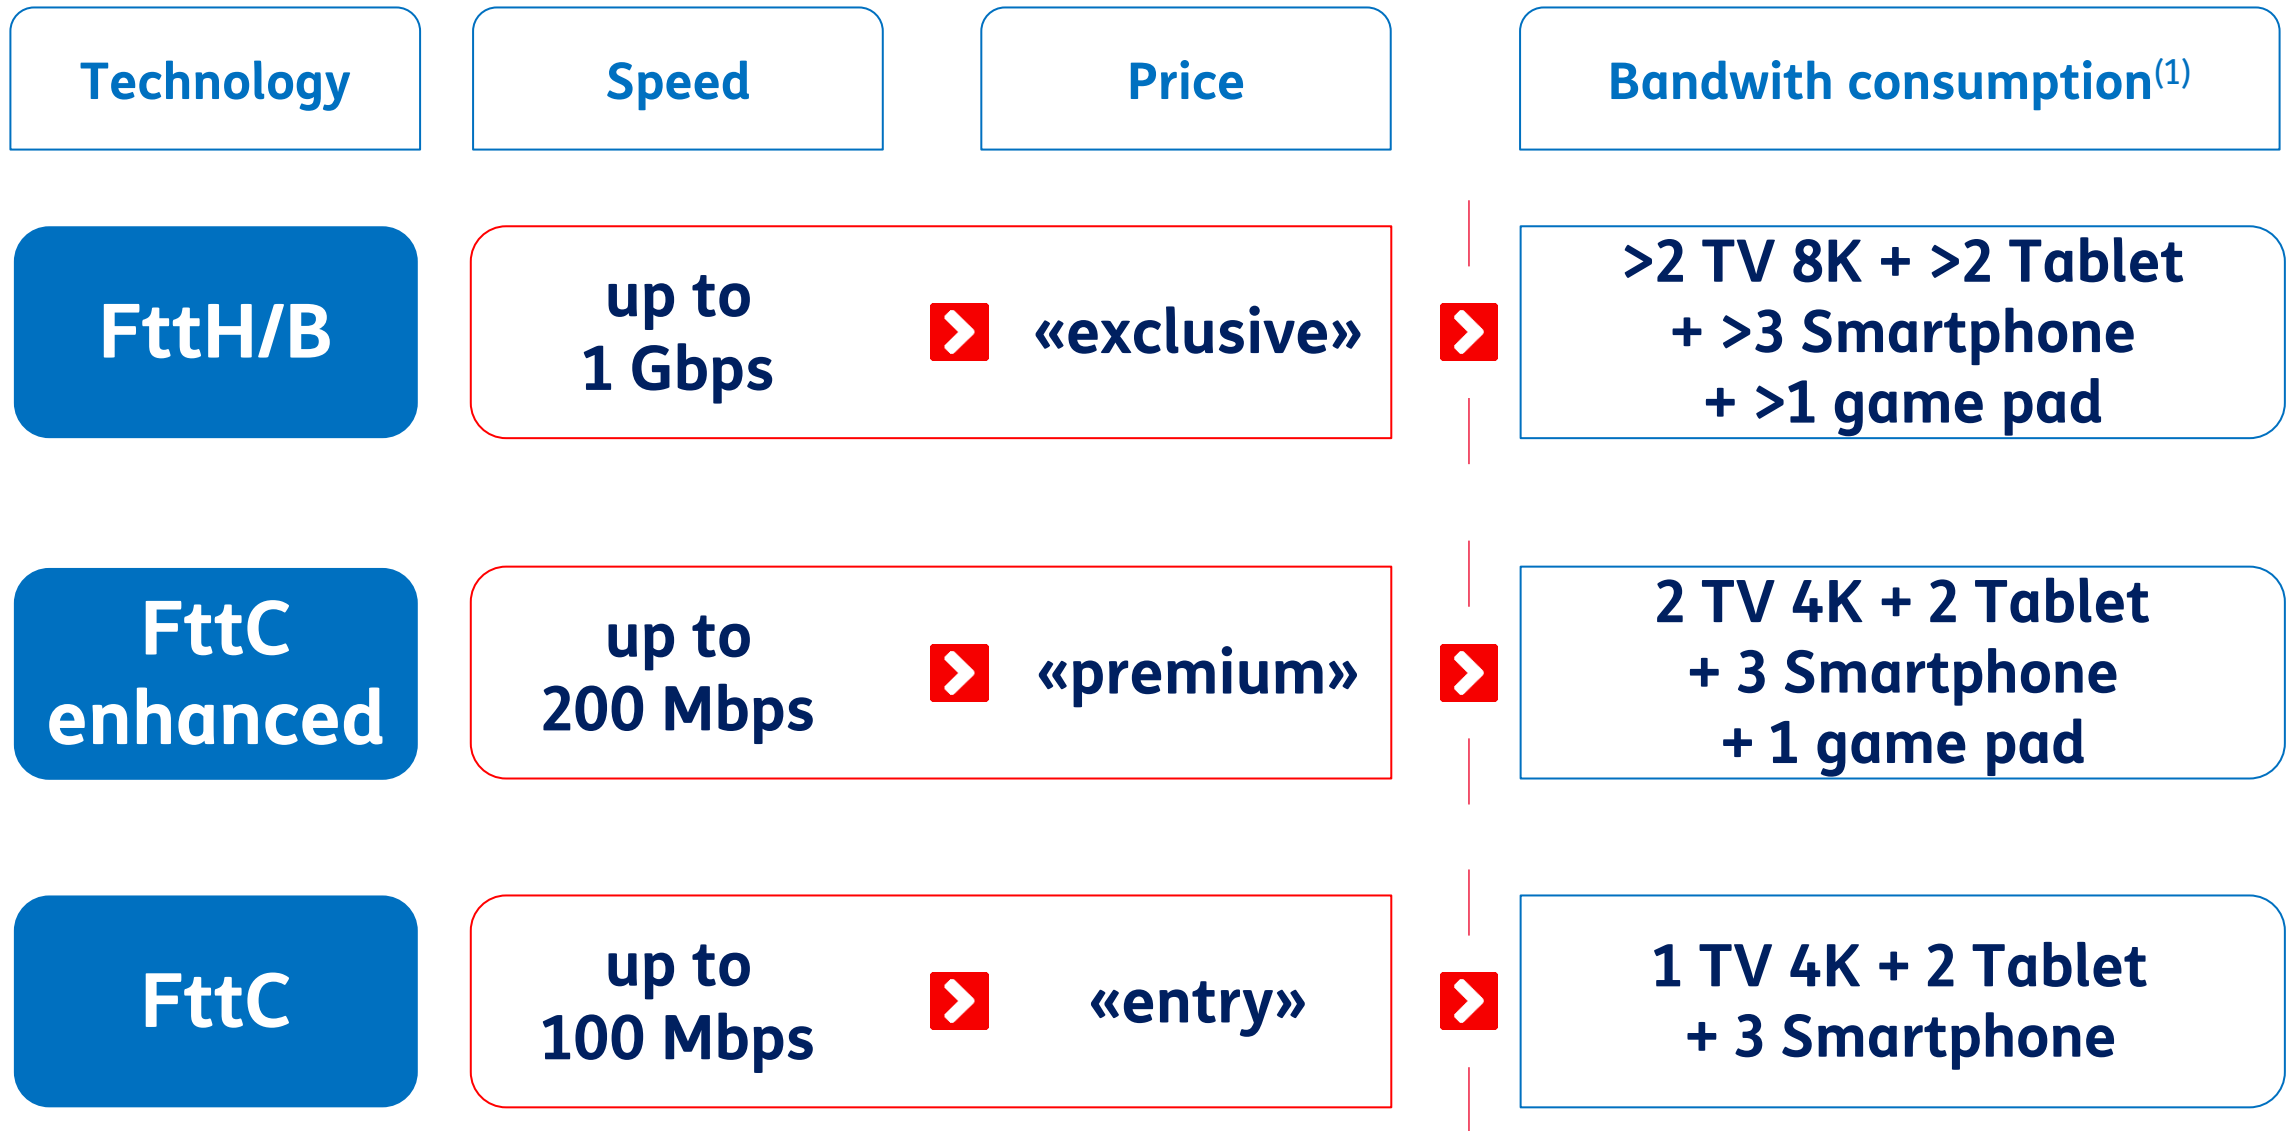 Technology
Speed
Price
Bandwith consumption(1)
FttH/B
up to
1 Gbps
«exclusive»
>2 TV 8K + >2 Tablet
+ >3 Smartphone
+ >1 game pad
FttC
enhanced
up to
200 Mbps
«premium»
2 TV 4K + 2 Tablet
+ 3 Smartphone
+ 1 game pad
FttC
up to
100 Mbps
«entry»
1 TV 4K + 2 Tablet
+ 3 Smartphone